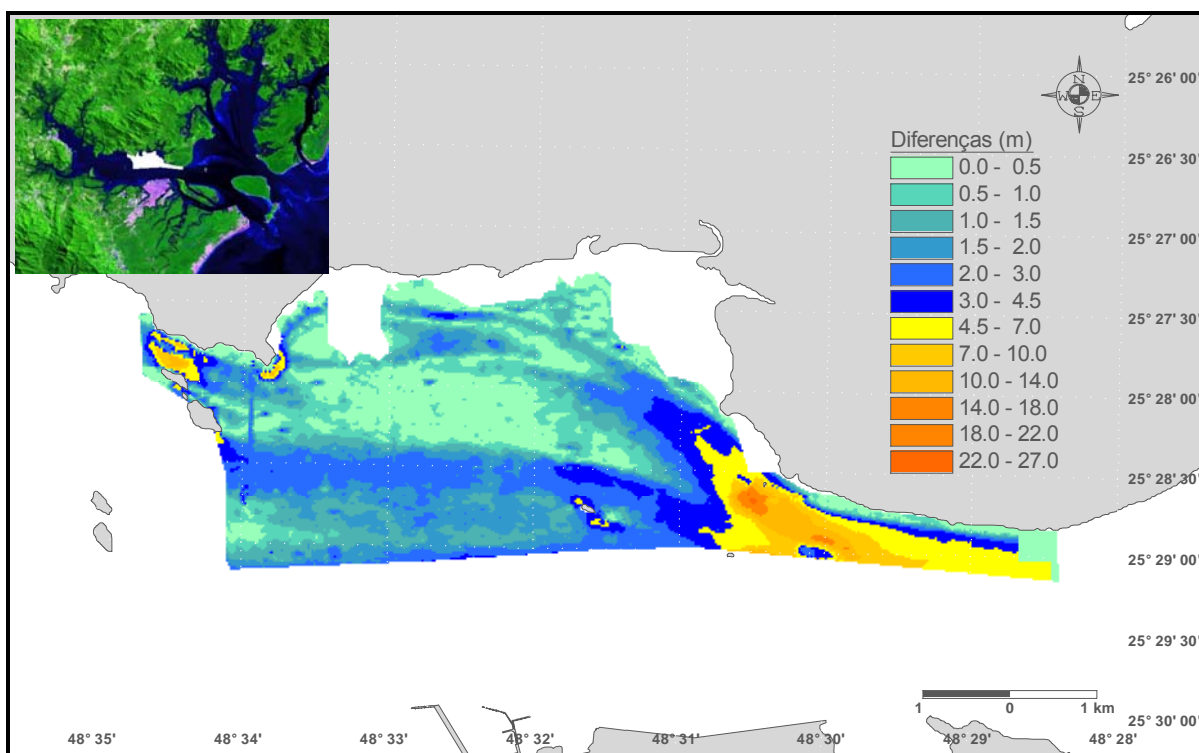 N
W E
S
25° 26' 00"
Diferenças (m)
0.0 - 0.5
0.5 - 1.0
1.0 - 1.5
1.5 - 2.0
2.0 - 3.0
3.0 - 4.5
4.5 - 7.0
7.0 - 10.0
10.0 - 14.0
14.0 - 18.0
18.0 - 22.0
22.0 - 27.0
25° 26' 30"
25° 27' 00"
25° 27' 30"
25° 28' 00"
25° 28' 30"
25° 29' 00"
25° 29' 30"
1 0 1 km
25° 30' 00"
48° 35' 48° 34' 48° 33' 48° 32' 48° 31' 48° 30' 48° 29' 48° 28'